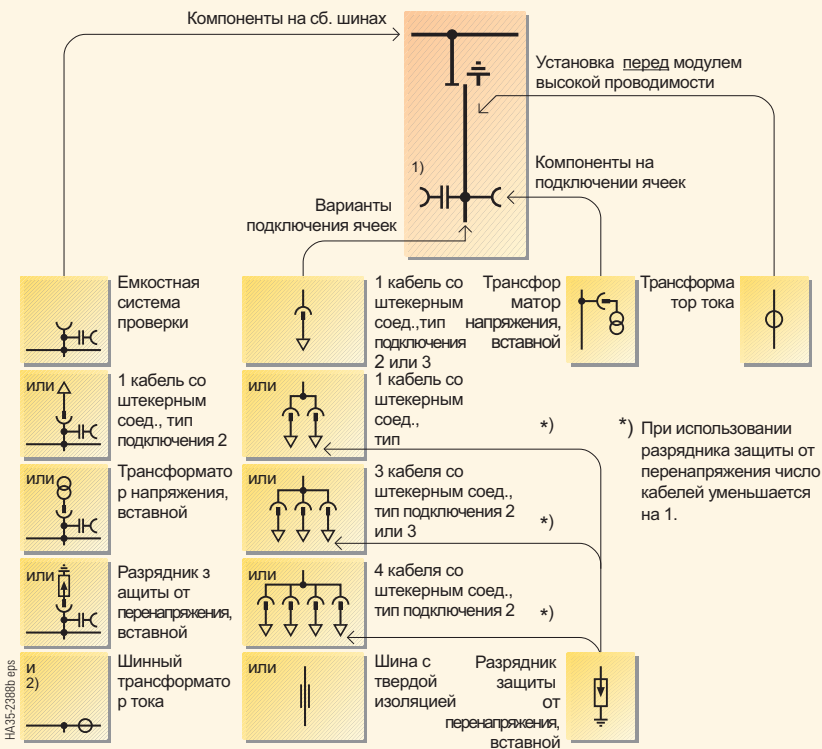 Компоненты на сб. шинах
Установка перед модулем
высокой проводимости
1)
Компоненты на
подключении ячеек
Варианты
подключения ячеек
Емкостная
система
проверки
1 кабель со
штекерным
соед.,тип
подключения
2 или 3
Трансфор
матор
напряжения,
вставной
Трансформа
тор тока
или
1 кабель со
штекерным
соед., тип
подключения 2
или
1 кабель со
штекерным
соед.,
тип
*)
*) При использовании
разрядника защиты от
перенапряжения число
кабелей уменьшается
на 1.
или
Трансформато
р напряжения,
вставной
или
3 кабеля со
штекерным соед.,
тип подключения 2
или 3
*)
или
Разрядник з
ащиты от
перенапряжения,
вставной
или
4 кабеля со
штекерным соед.,
тип подключения 2
*)
и
2)
Шинный
трансформато
р тока
или
Шина с
твердой
изоляцией
Разрядник
защиты
от
перенапряжения,
вставной
HA35-2388b eps